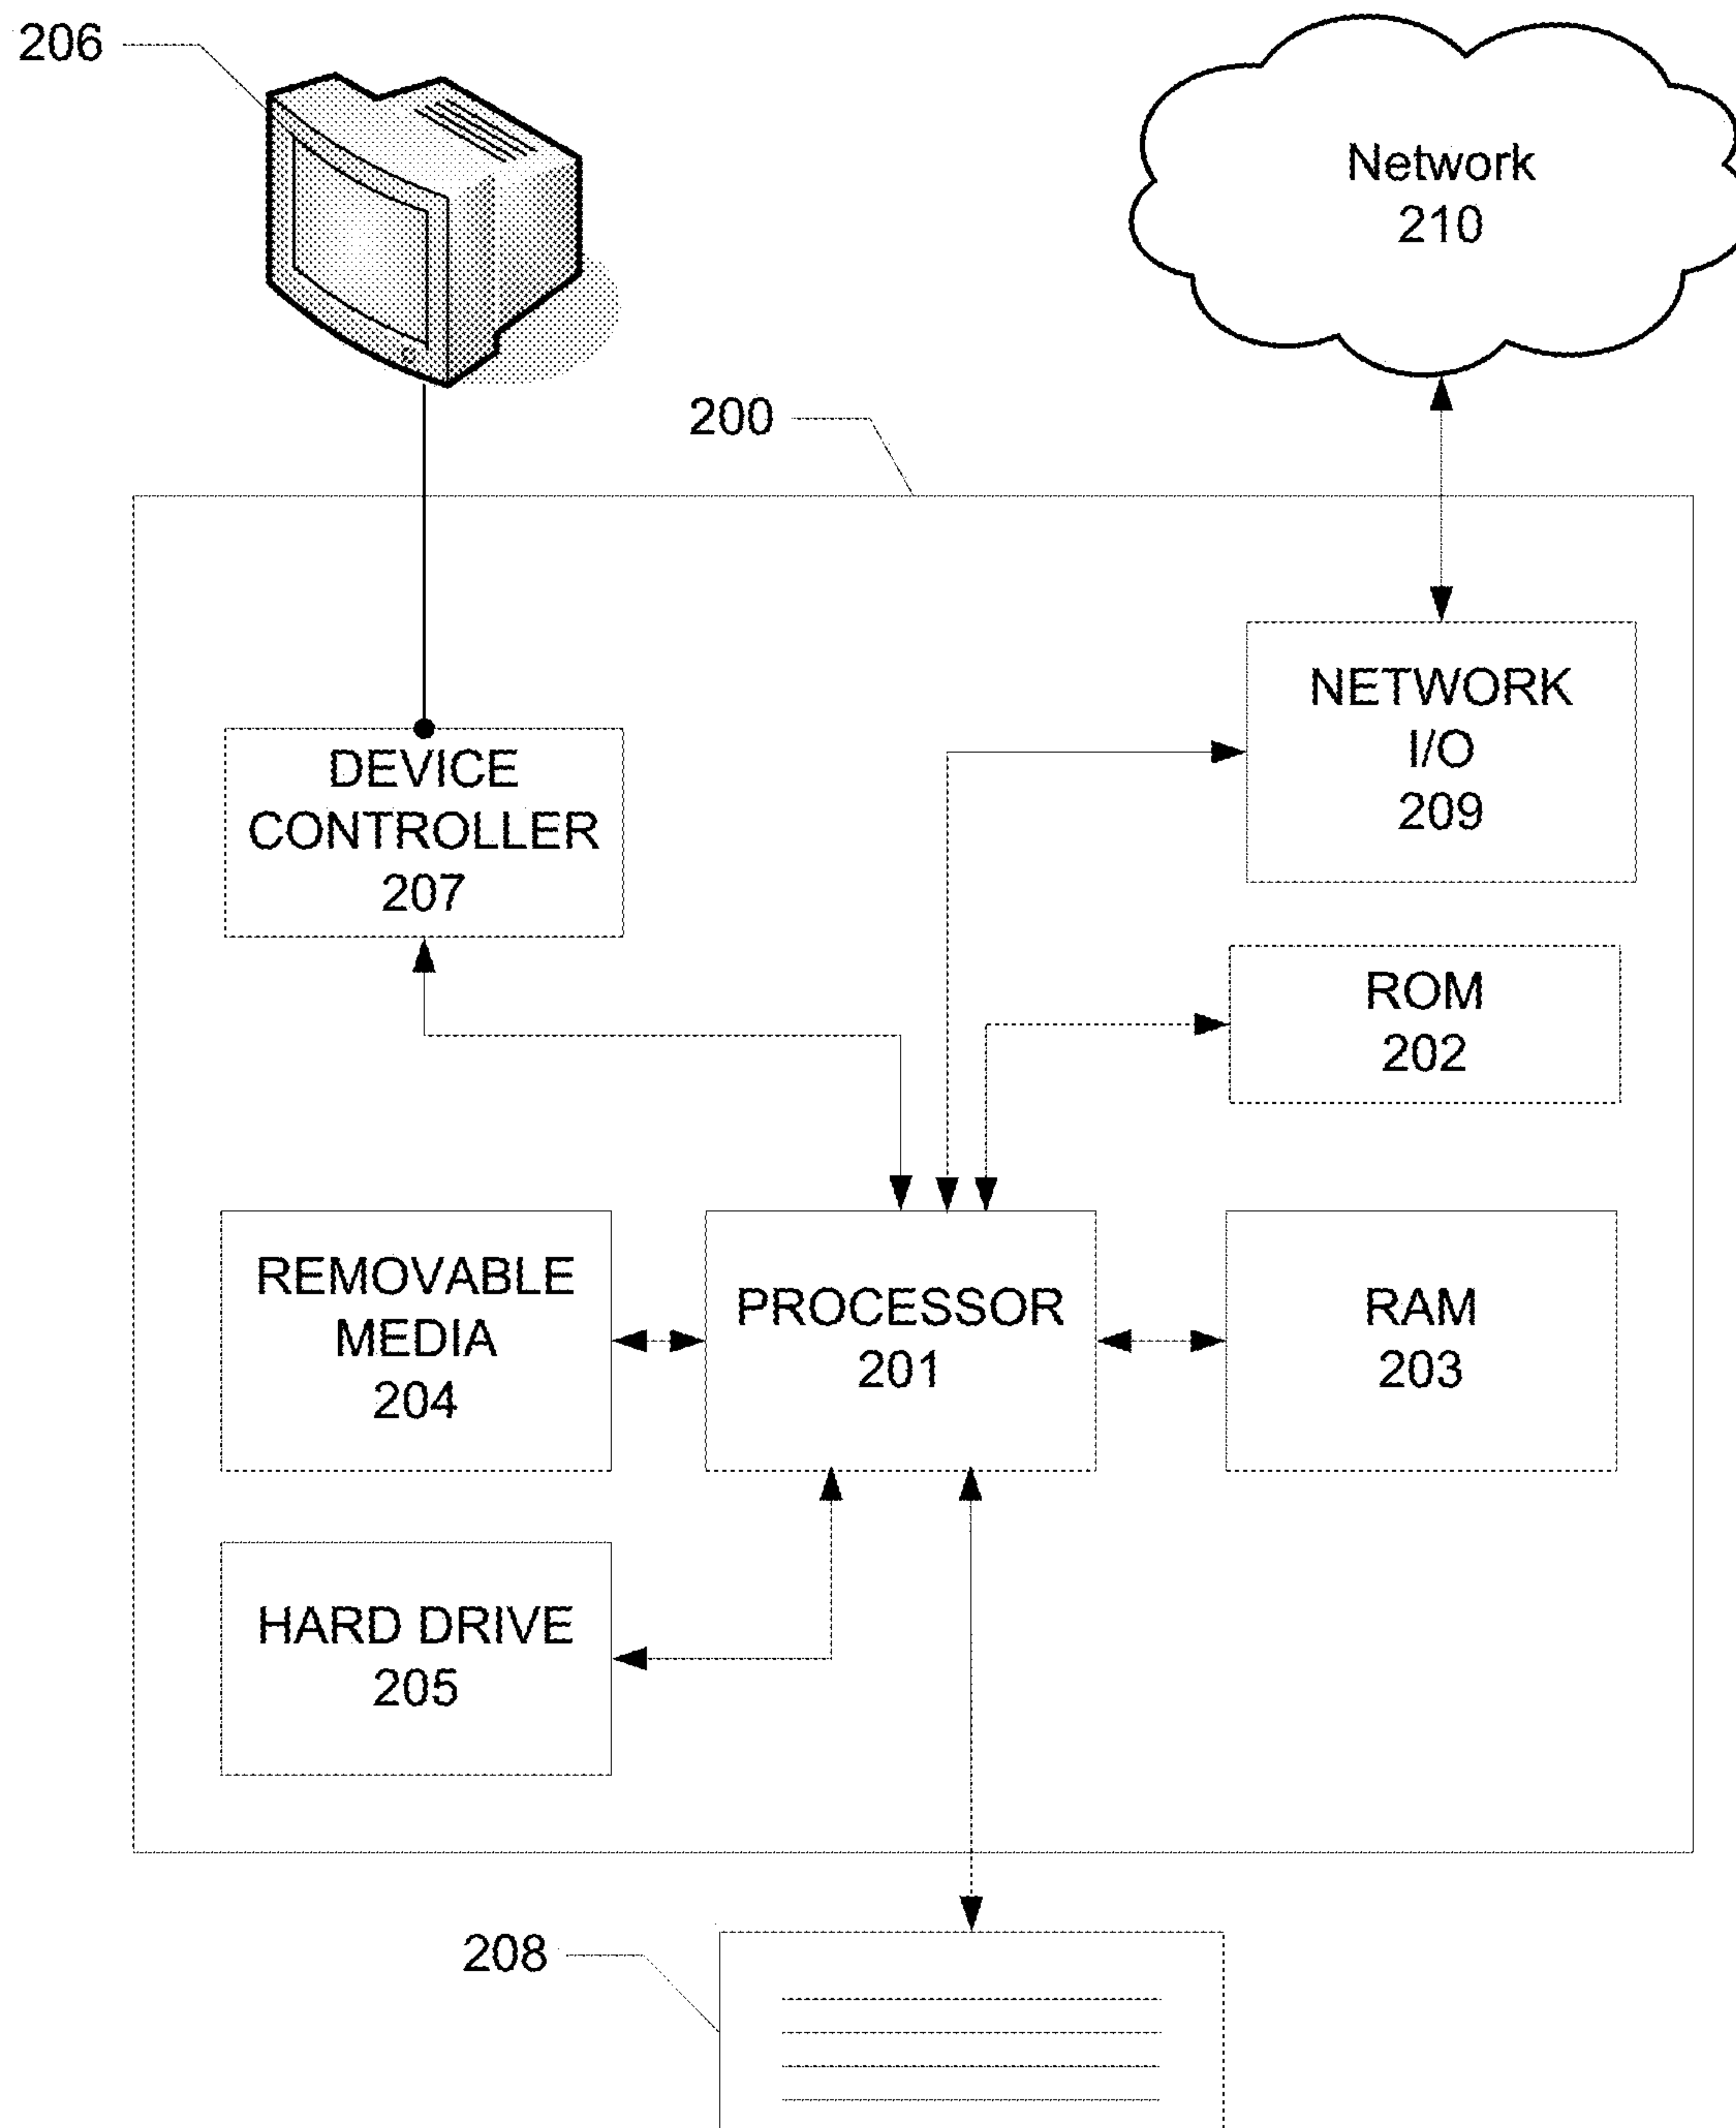 206
Network
210
200
NETWORK
I/O
209
DEVICE
CONTROLLER
207
ROM
202
REMOVABLE
MEDIA
204
PROCESSOR
201
RAM
203
HARD DRIVE
205
208